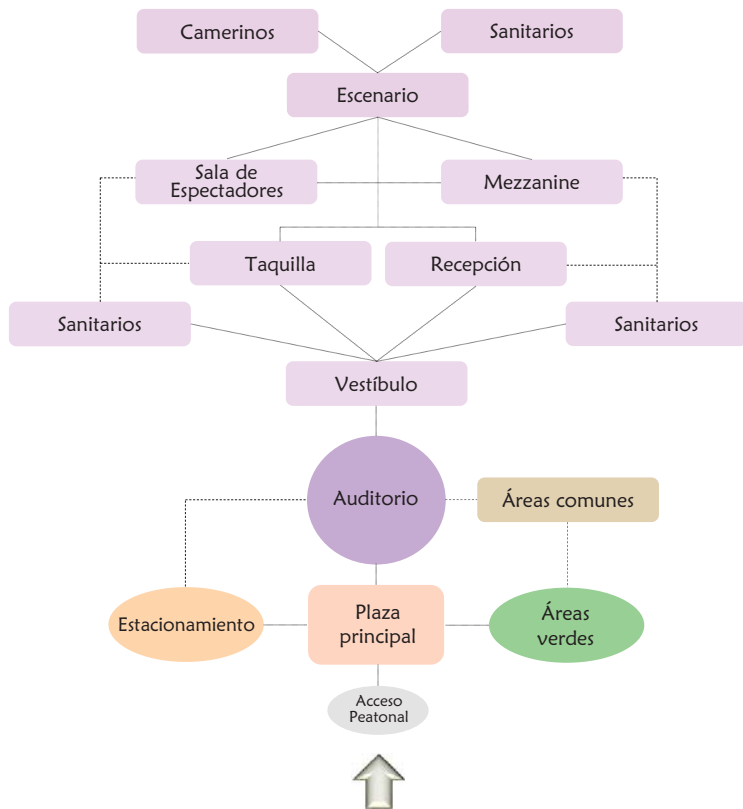 Camerinos
Sanitarios
Escenario
Sala de
Espectadores
Mezzanine
Taquilla
Recepción
Sanitarios
Sanitarios
Vestíbulo
Auditorio
Áreas comunes
Estacionamiento
Plaza
principal
Áreas
verdes
Acceso
Peatonal